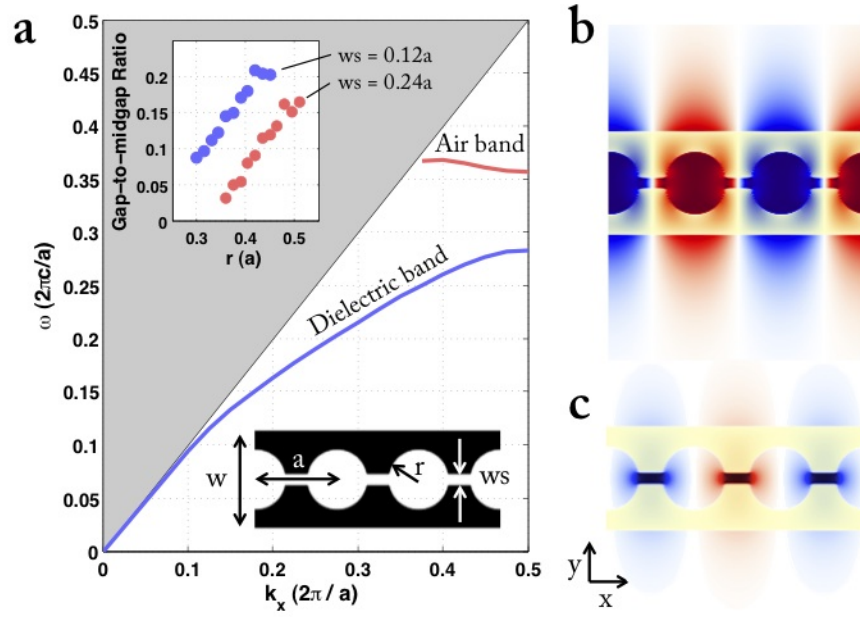 a
0.5
0.45
0.4
0.35
0.3
0.25
0.2
0.15
0.1
0.05
0
ω (2πc/a)
0 0.1 0.2 0.3 0.4 0.5
k_x (2π / a)
Gap-to-midgap Ratio
0.2
0.15
0.1
0.05
0
0.3 0.4 0.5
r (a)
ws = 0.12a
ws = 0.24a
Air band
Dielectric band
w
a
r
ws
b
c
y
x